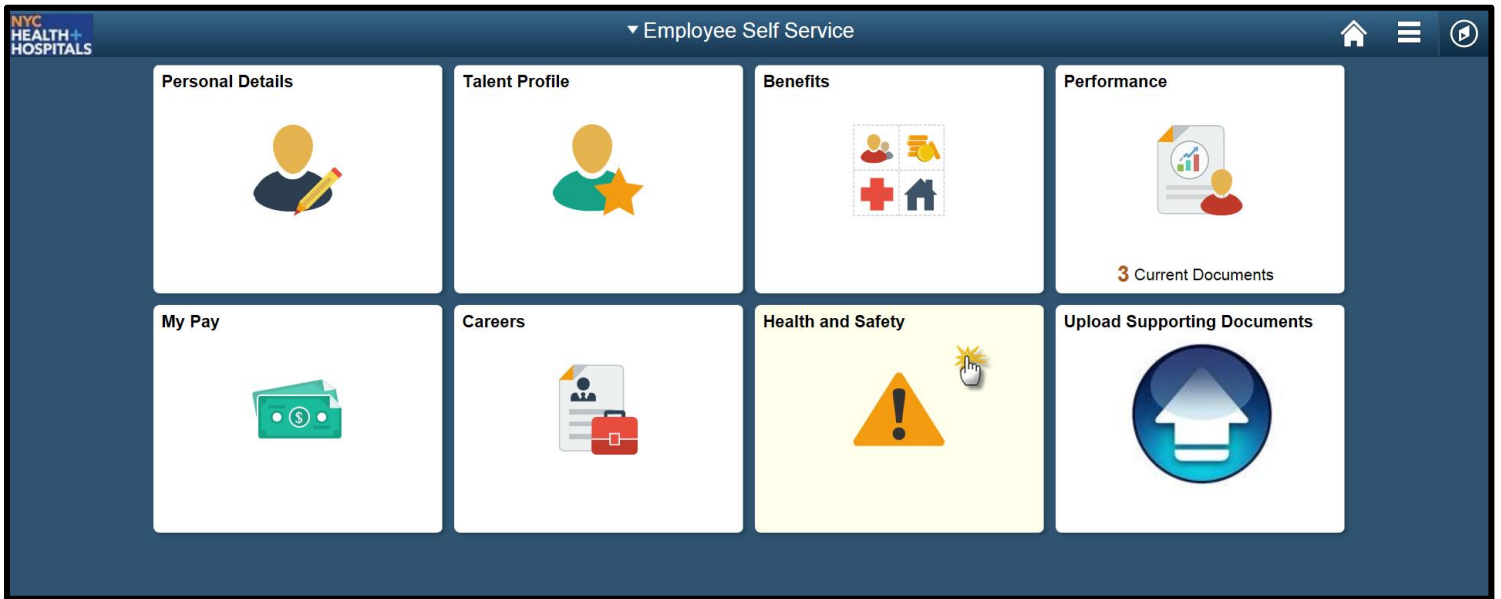 NYC
HEALTH+
HOSPITALS
Employee Self Service
Personal Details
Talent Profile
Benefits
Performance
3 Current Documents
My Pay
Careers
Health and Safety
Upload Supporting Documents